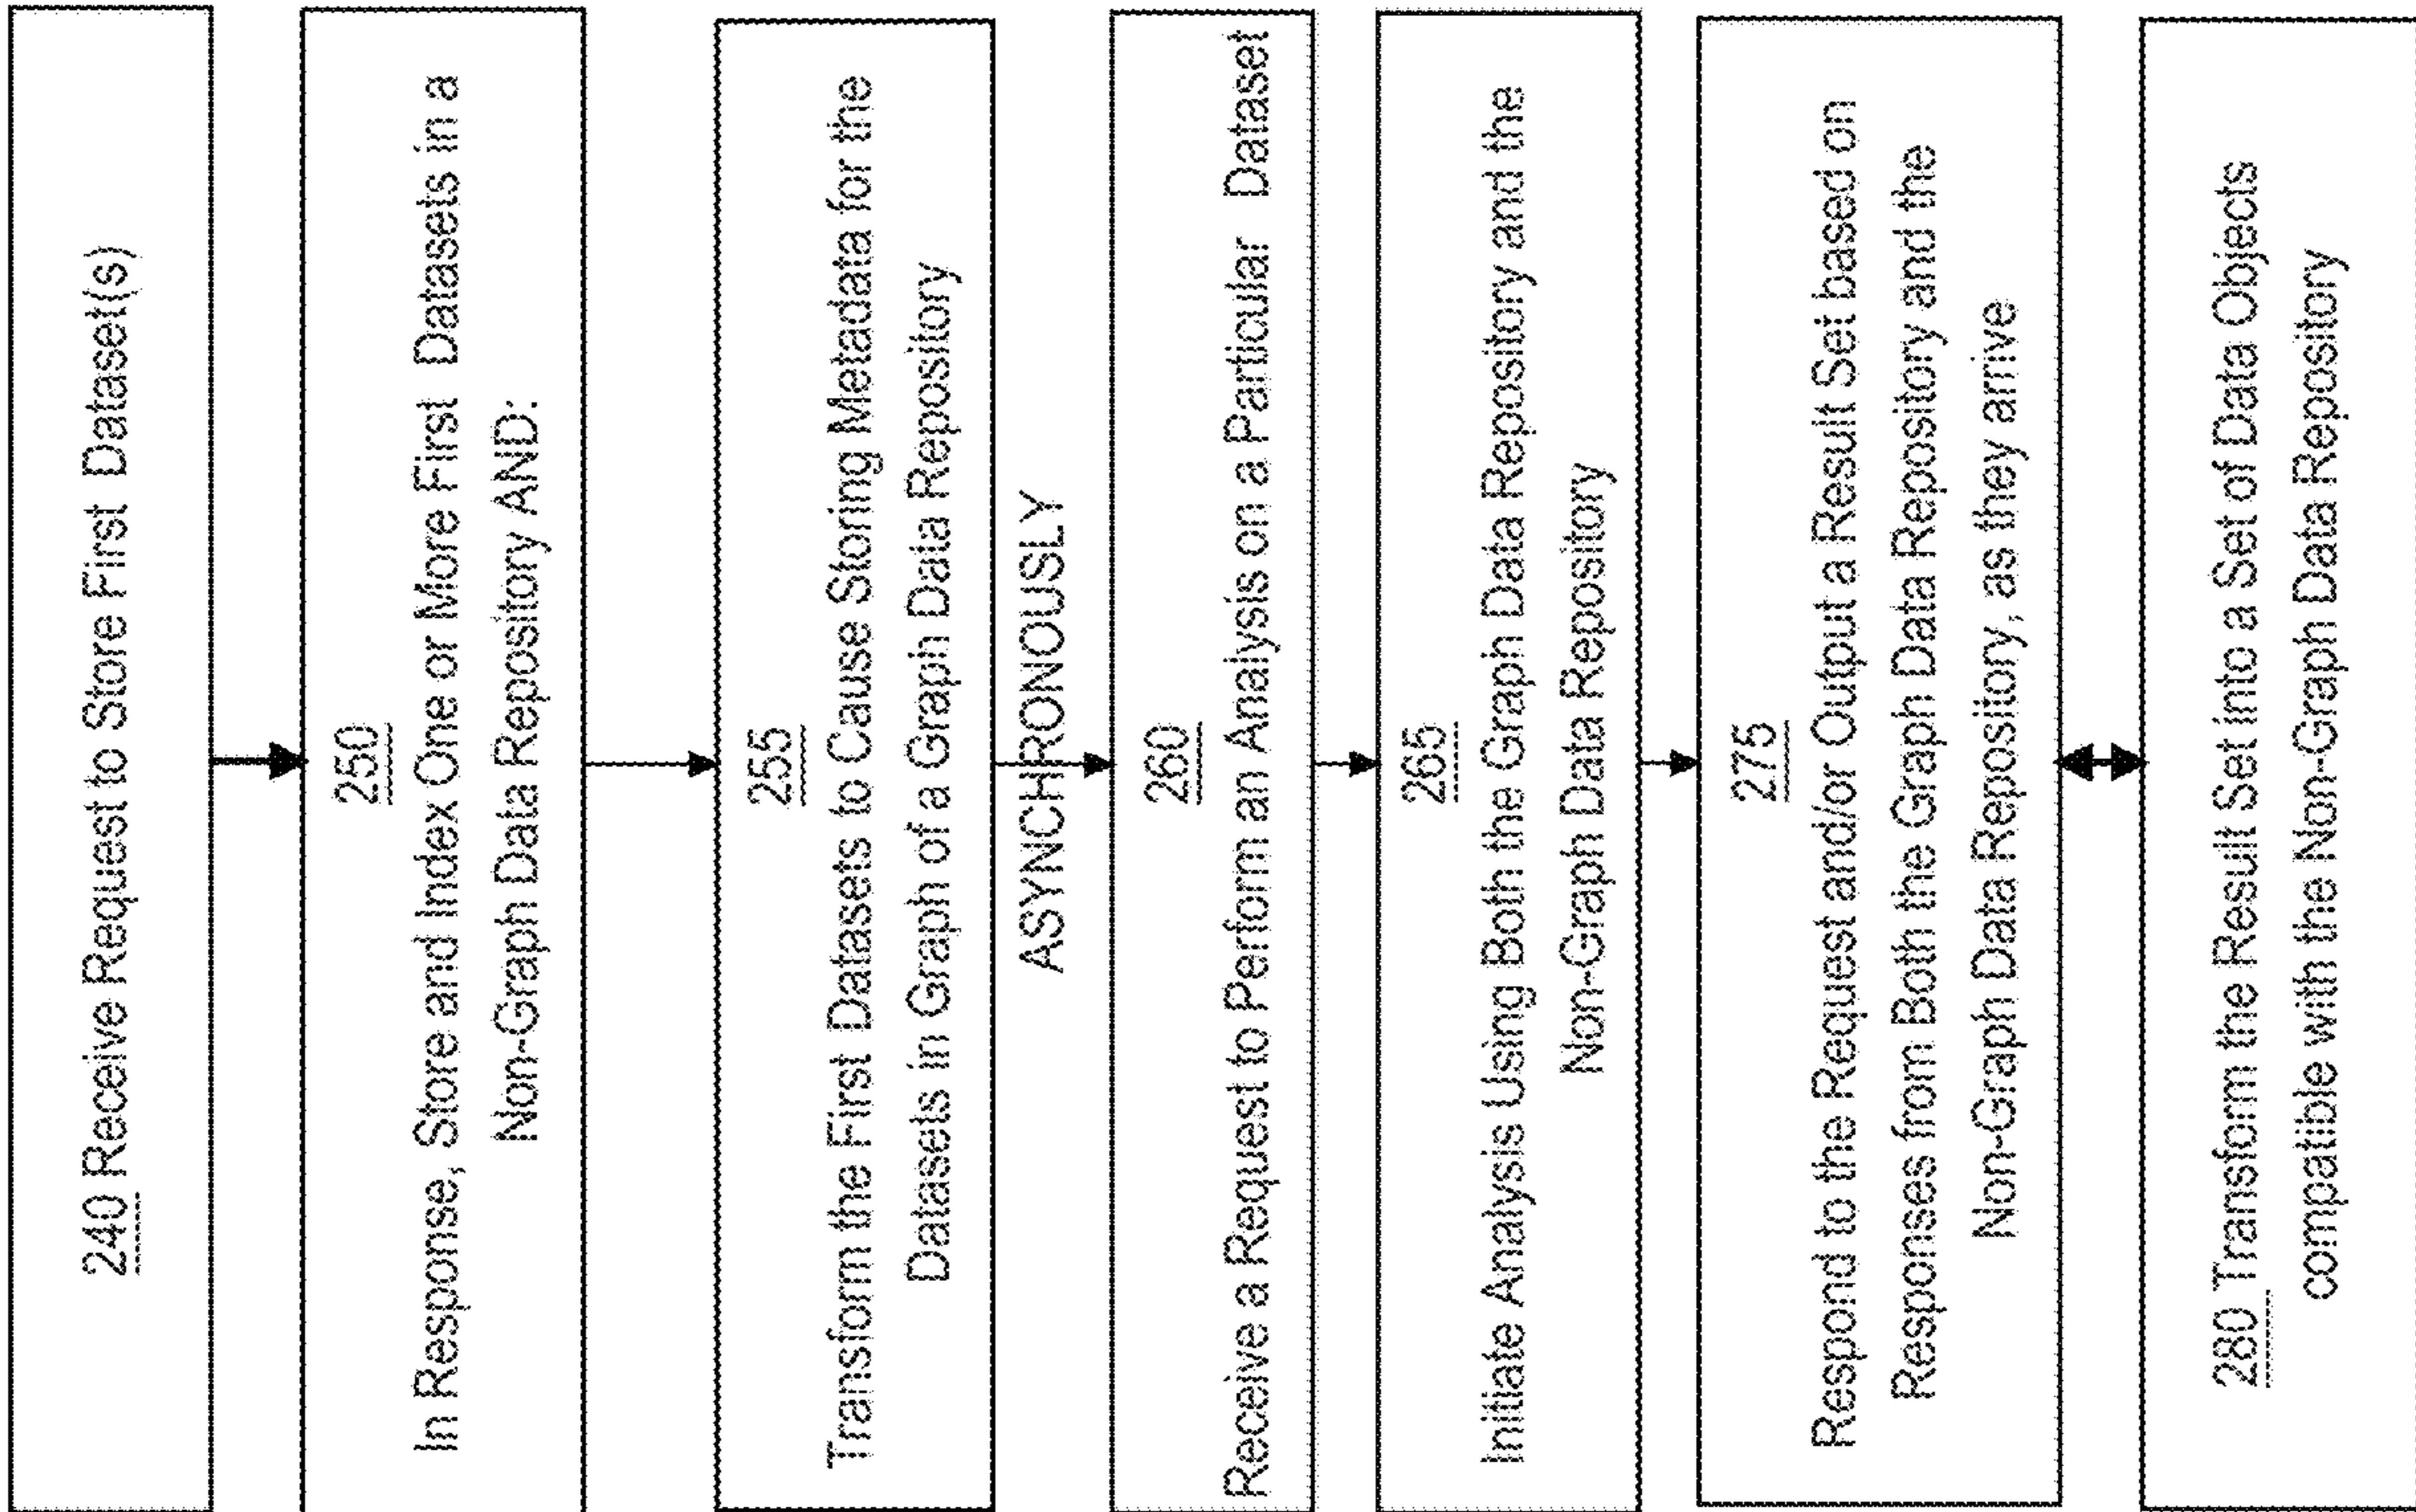 240 Receive Request to Store First Dataset(s)
250
In Response, Store and Index One or More First Datasets in a
Non-Graph Data Repository AND:
255
Transform the First Datasets to Cause Storing Metadata for the
Datasets in Graph of a Graph Data Repository
ASYNCHRONOUSLY
260
Receive a Request to Perform an Analysis on a Particular Dataset
265
Initiate Analysis Using Both the Graph Data Repository and the
Non-Graph Data Repository
275
Respond to the Request and/or Output a Result Set based on
Responses from Both the Graph Data Repository and the
Non-Graph Data Repository, as they arrive
280 Transform the Result Set into a Set of Data Objects
compatible with the Non-Graph Data Repository